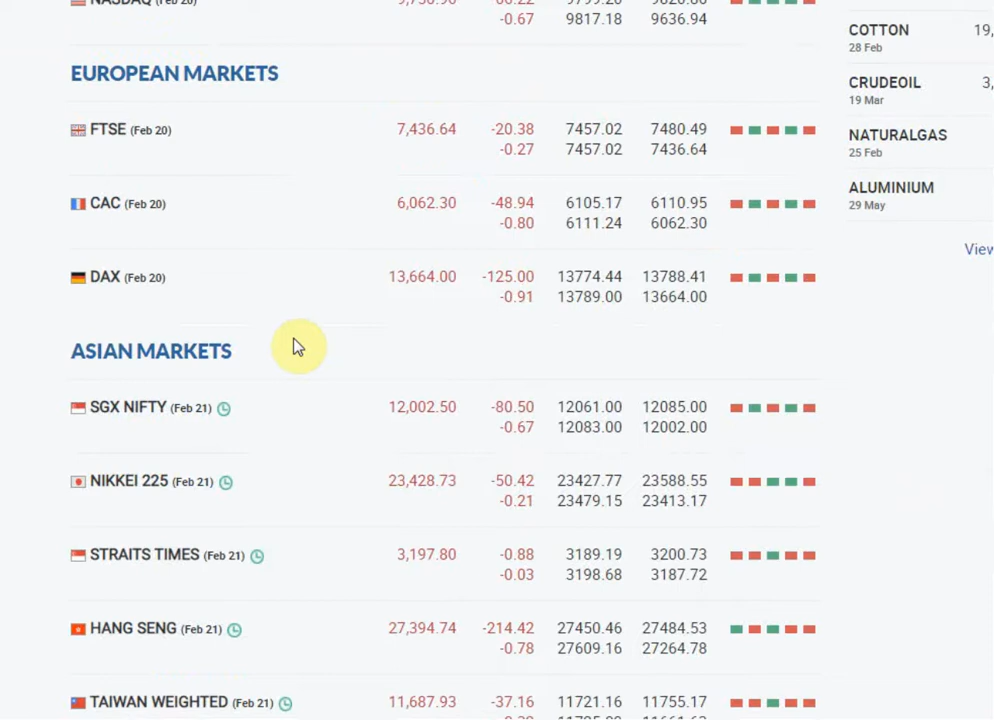 NASDAQ (Feb 20)
-0.67 9817.18 9636.94
EUROPEAN MARKETS
FTSE (Feb 20) 7,436.64 -20.38 7457.02 7480.49
-0.27 7457.02 7436.64
CAC (Feb 20) 6,062.30 -48.94 6105.17 6110.95
-0.80 6111.24 6062.30
DAX (Feb 20) 13,664.00 -125.00 13774.44 13788.41
-0.91 13789.00 13664.00
ASIAN MARKETS
SGX NIFTY (Feb 21) 12,002.50 -80.50 12061.00 12085.00
-0.67 12083.00 12002.00
NIKKEI 225 (Feb 21) 23,428.73 -50.42 23427.77 23588.55
-0.21 23479.15 23413.17
STRAITS TIMES (Feb 21) 3,197.80 -0.88 3189.19 3200.73
-0.03 3198.68 3187.72
HANG SENG (Feb 21) 27,394.74 -214.42 27450.46 27484.53
-0.78 27609.16 27264.78
TAIWAN WEIGHTED (Feb 21) 11,687.93 -37.16 11721.16 11755.17
COTTON 19,
28 Feb
CRUDEOIL 3,
19 Mar
NATURALGAS
25 Feb
ALUMINIUM
29 May
View